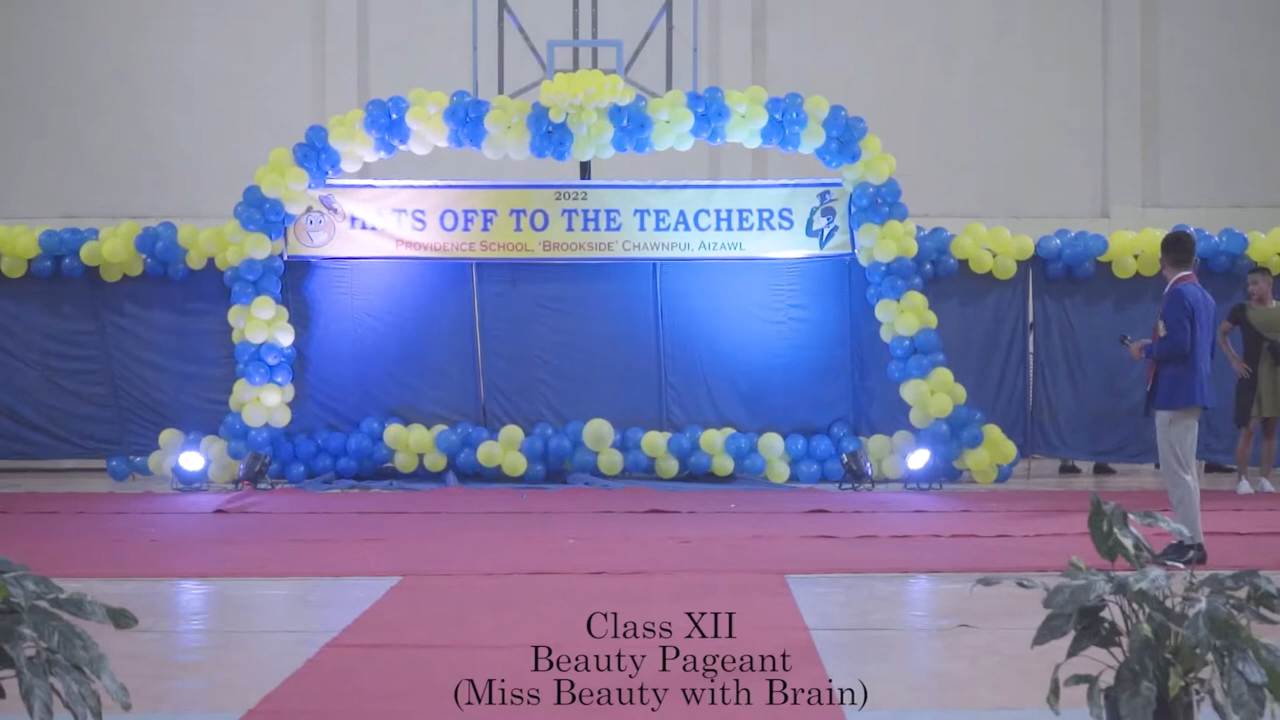 2022
HATS OFF TO THE TEACHERS
PROVIDENCE SCHOOL, 'BROOKSIDE' CHAWNPUI, AIZAWL
Class XII
Beauty Pageant
(Miss Beauty with Brain)